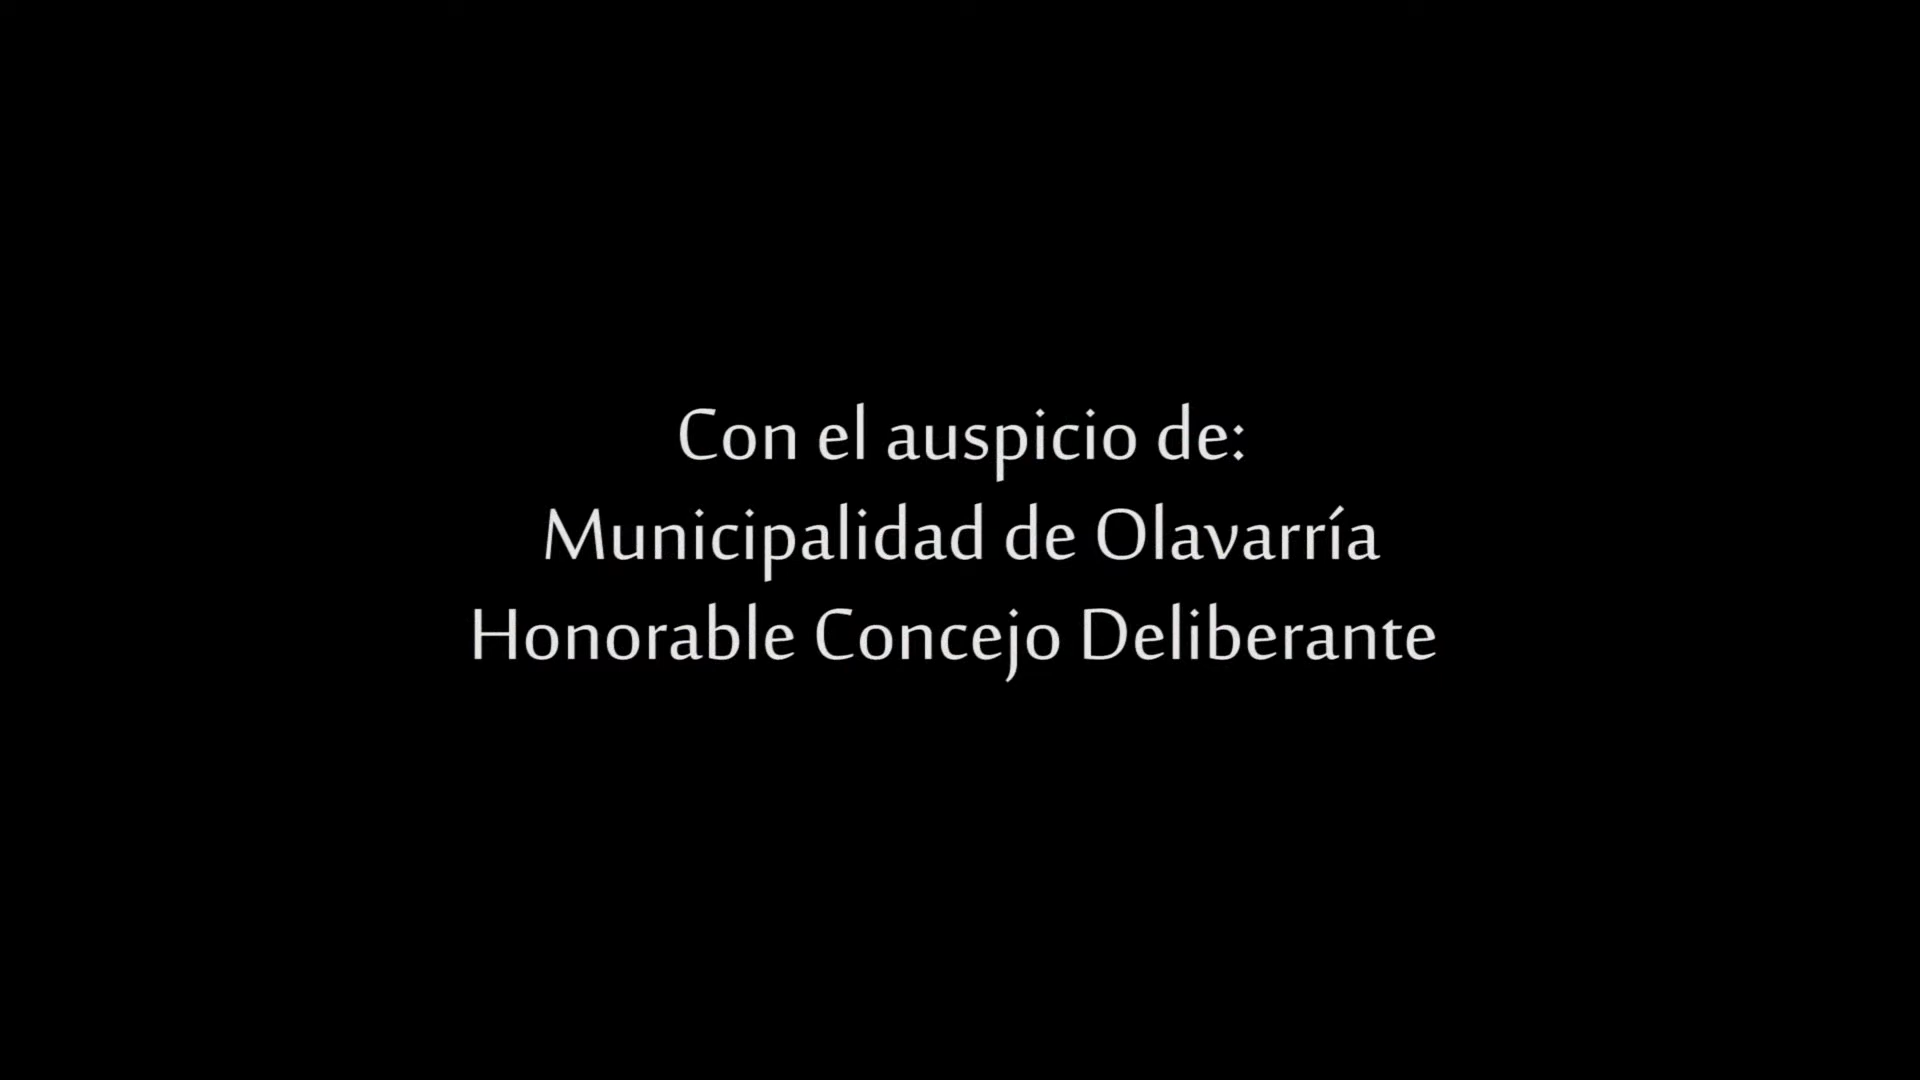 Con el auspicio de:
Municipalidad de Olavarría
Honorable Concejo Deliberante